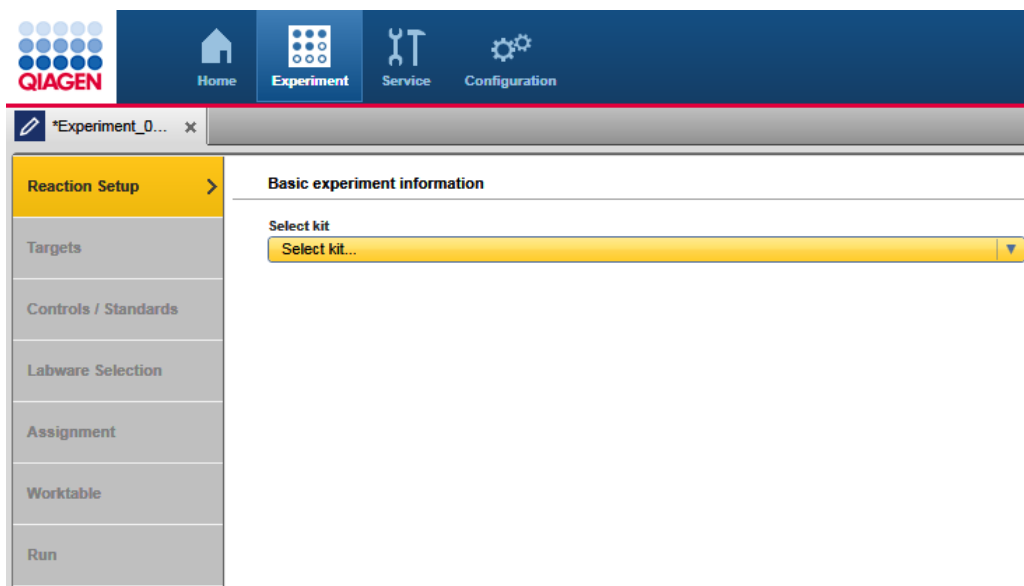 QIAGEN
Home
Experiment
Service
Configuration
*Experiment_0...
Reaction Setup
Basic experiment information
Select kit
Select kit...
Targets
Controls / Standards
Labware Selection
Assignment
Worktable
Run